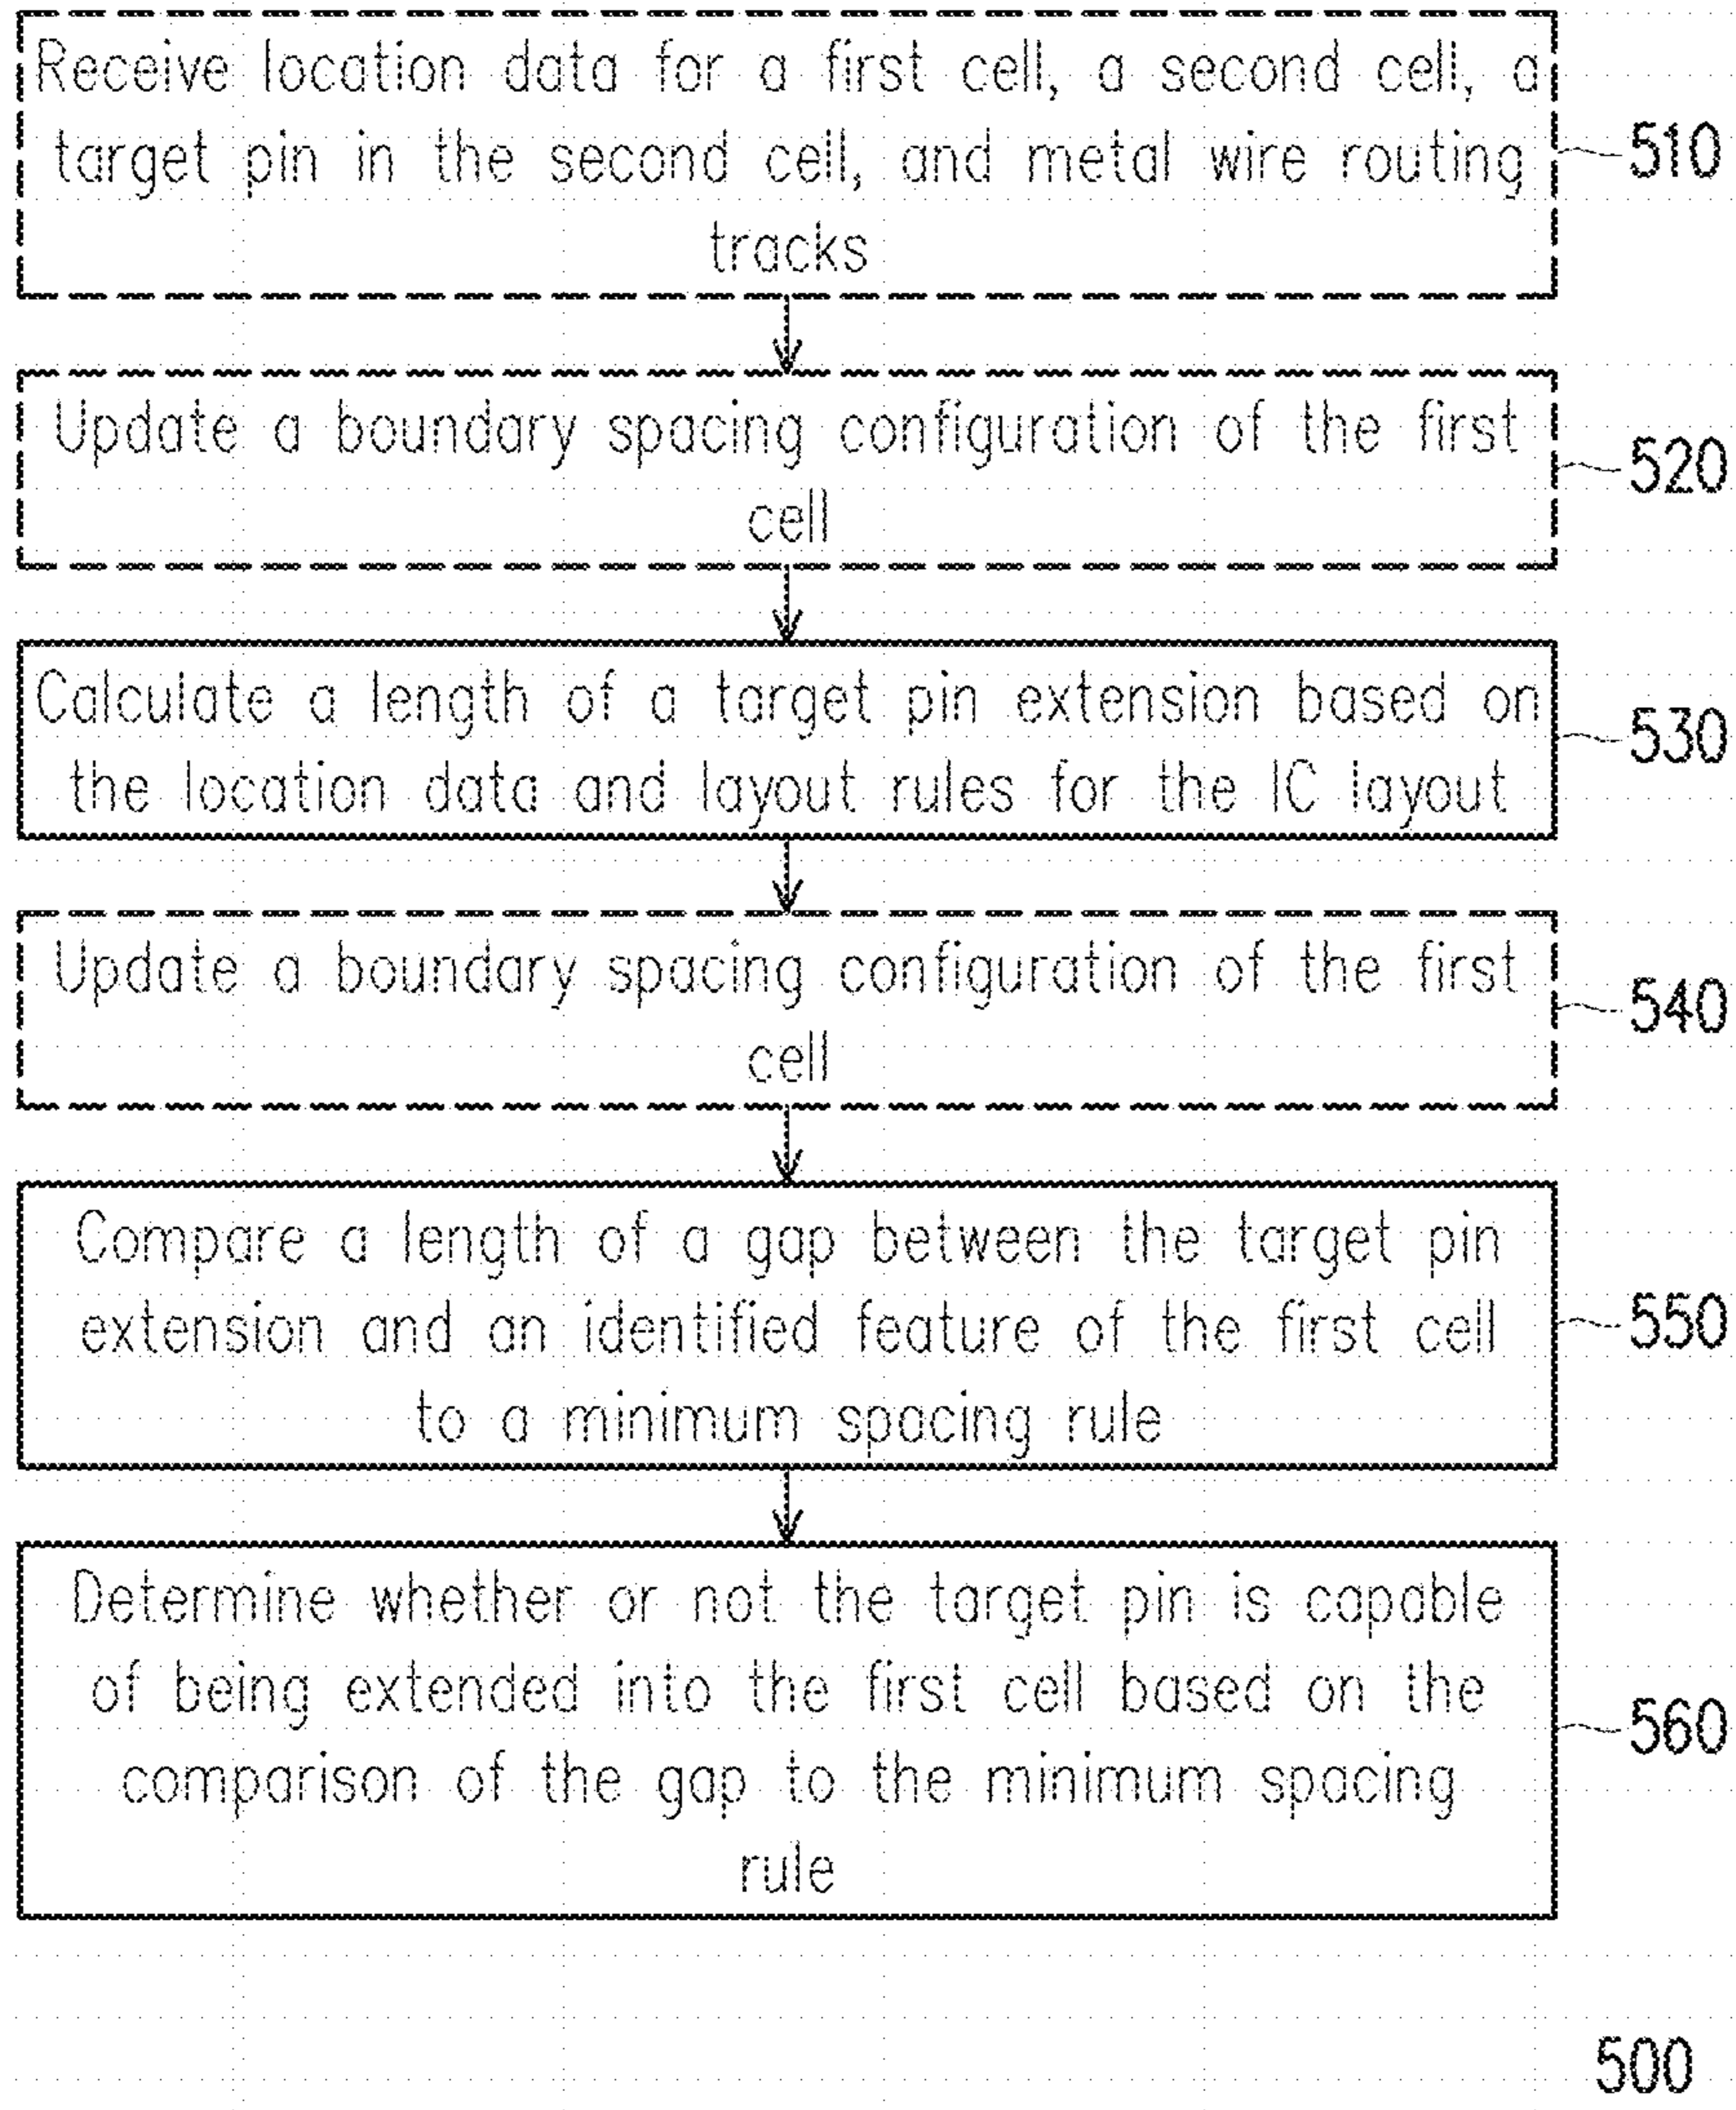 Receive location data for a first cell, a second cell, a
target pin in the second cell, and metal wire routing
tracks
510
Update a boundary spacing configuration of the first
cell
520
Calculate a length of a target pin extension based on
the location data and layout rules for the IC layout
530
Update a boundary spacing configuration of the first
cell
540
Compare a length of a gap between the target pin
extension and an identified feature of the first cell
to a minimum spacing rule
550
Determine whether or not the target pin is capable
of being extended into the first cell based on the
comparison of the gap to the minimum spacing
rule
560
500